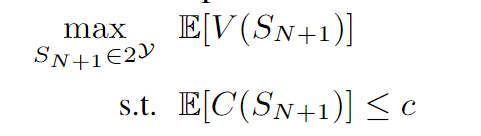 max 𝔼[V(S_{N+1})]
S_{N+1}∈2^𝒴
s.t. 𝔼[C(S_{N+1})] ≤ c